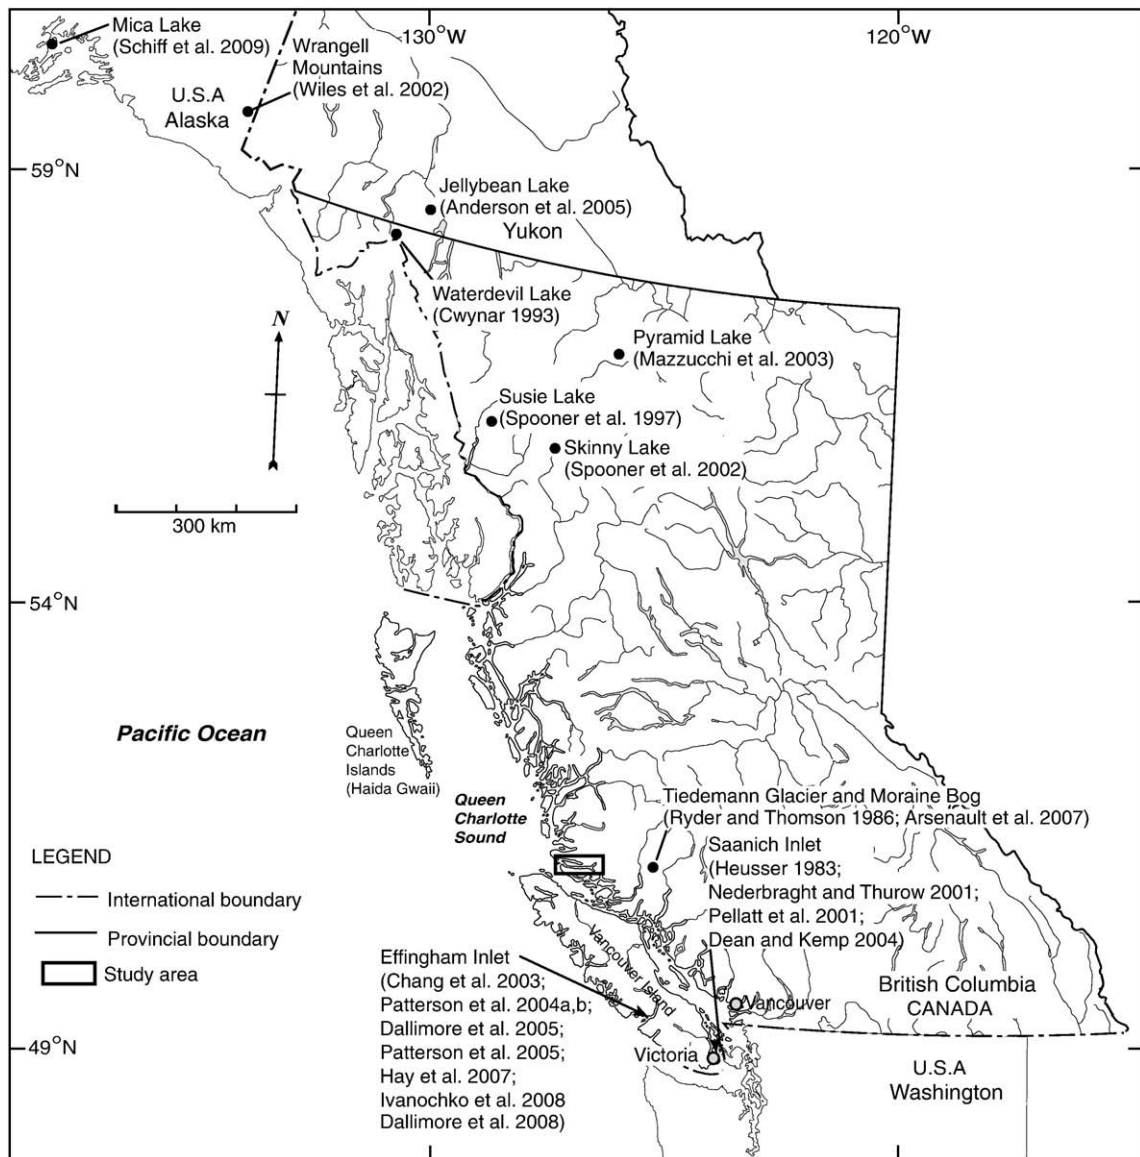 Mica Lake
(Schiff et al. 2009)
130°W
120°W
Wrangell
Mountains
(Wiles et al. 2002)
U.S.A
Alaska
59°N
Jellybean Lake
(Anderson et al. 2005)
Yukon
Waterdevil Lake
(Cwynar 1993)
N
Pyramid Lake
(Mazzucchi et al. 2003)
Susie Lake
(Spooner et al. 1997)
Skinny Lake
(Spooner et al. 2002)
300 km
54°N
Pacific Ocean
Queen
Charlotte
Islands
(Haida Gwaii)
Queen
Charlotte
Sound
Tiedemann Glacier and Moraine Bog
(Ryder and Thomson 1986; Arsenault et al. 2007)
Saanich Inlet
(Heusser 1983;
Nederbraght and Thurow 2001;
Pellatt et al. 2001;
Dean and Kemp 2004)
LEGEND
International boundary
Provincial boundary
Study area
Effingham Inlet
(Chang et al. 2003;
Patterson et al. 2004a,b;
Dallimore et al. 2005;
Patterson et al. 2005;
Hay et al. 2007;
Ivanochko et al. 2008
Dallimore et al. 2008)
Vancouver Island
Vancouver
British Columbia
CANADA
49°N
Victoria
U.S.A
Washington